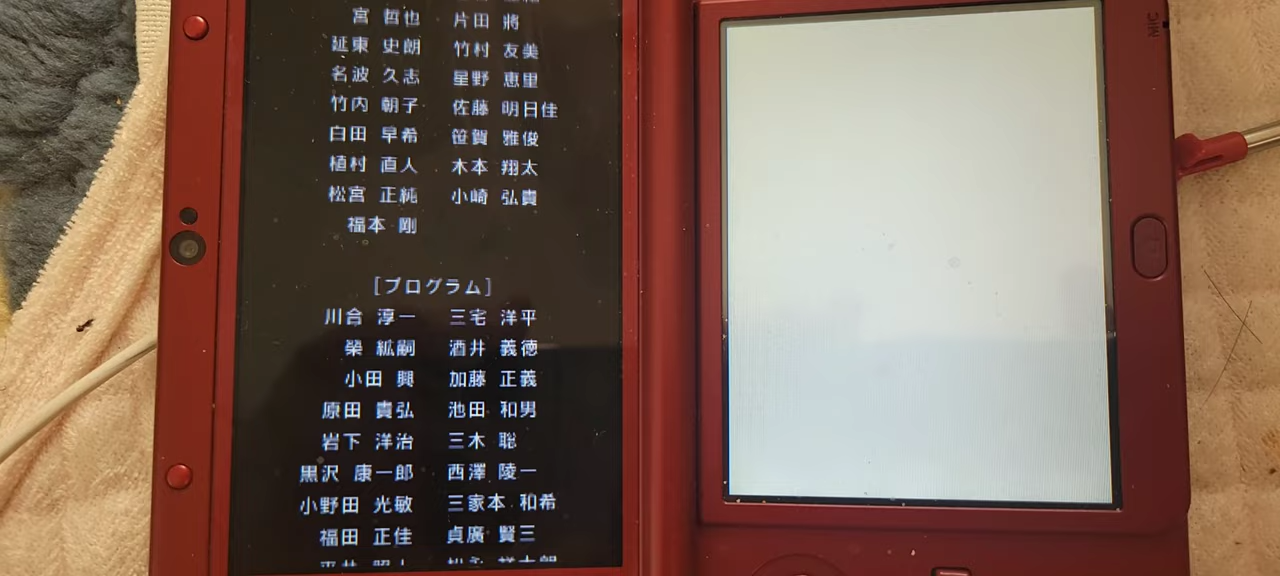 宮 哲也 片田 將
延東 史朗 竹村 友美
名波 久志 星野 恵里
竹内 朝子 佐藤 明日佳
白田 早希 笹賀 雅俊
植村 直人 木本 翔太
松宮 正純 小崎 弘貴
福本 剛
[プログラム]
川合 淳一 三宅 洋平
榮 紘嗣 酒井 義徳
小田 興 加藤 正義
原田 貴弘 池田 和男
岩下 洋治 三木 聡
黒沢 康一郎 西澤 陵一
小野田 光敏 三家本 和希
福田 正佳 貞廣 賢三
MIC